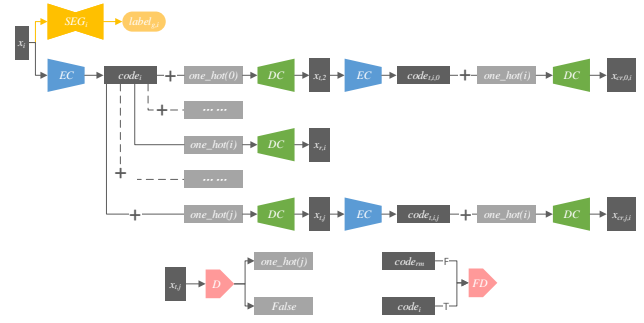 SEG_i
label_{g,i}
x_i
EC
code_i
+
one_hot(0)
DC
x_{t,2}
EC
code_{t,i,0}
+
one_hot(i)
DC
x_{cr,0,i}
+
... ...
one_hot(i)
DC
x_{r,i}
+
... ...
+
one_hot(j)
DC
x_{t,j}
EC
code_{t,i,j}
+
one_hot(i)
DC
x_{cr,j,i}
x_{t,j}
D
one_hot(j)
False
code_{rm}
F
code_i
T
FD